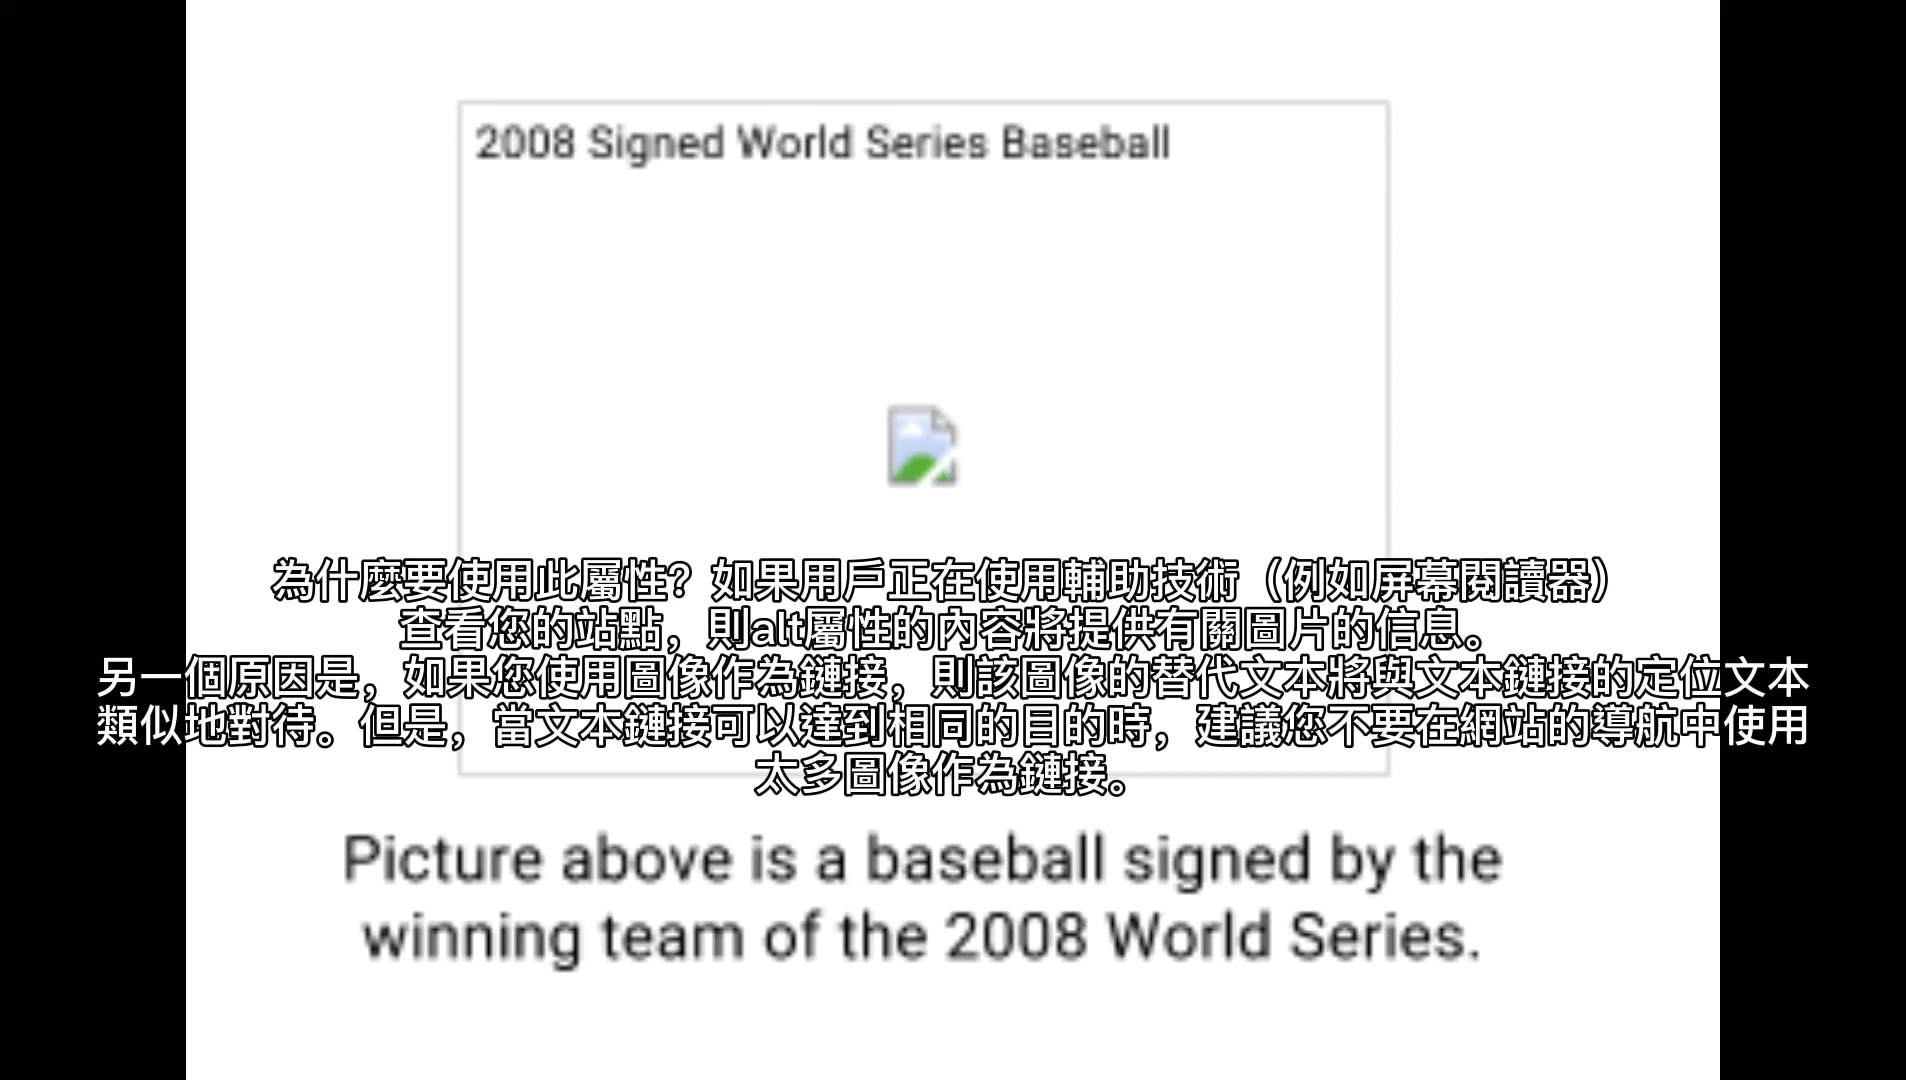 2008 Signed World Series Baseball
為什麼要使用此屬性？如果用戶正在使用輔助技術（例如屏幕閱讀器）
查看您的站點，則alt屬性的內容將提供有關圖片的信息。
另一個原因是，如果您使用圖像作為鏈接，則該圖像的替代文本將與文本鏈接的定位文本
類似地對待。但是，當文本鏈接可以達到相同的目的時，建議您不要在網站的導航中使用
太多圖像作為鏈接。
Picture above is a baseball signed by the
winning team of the 2008 World Series.